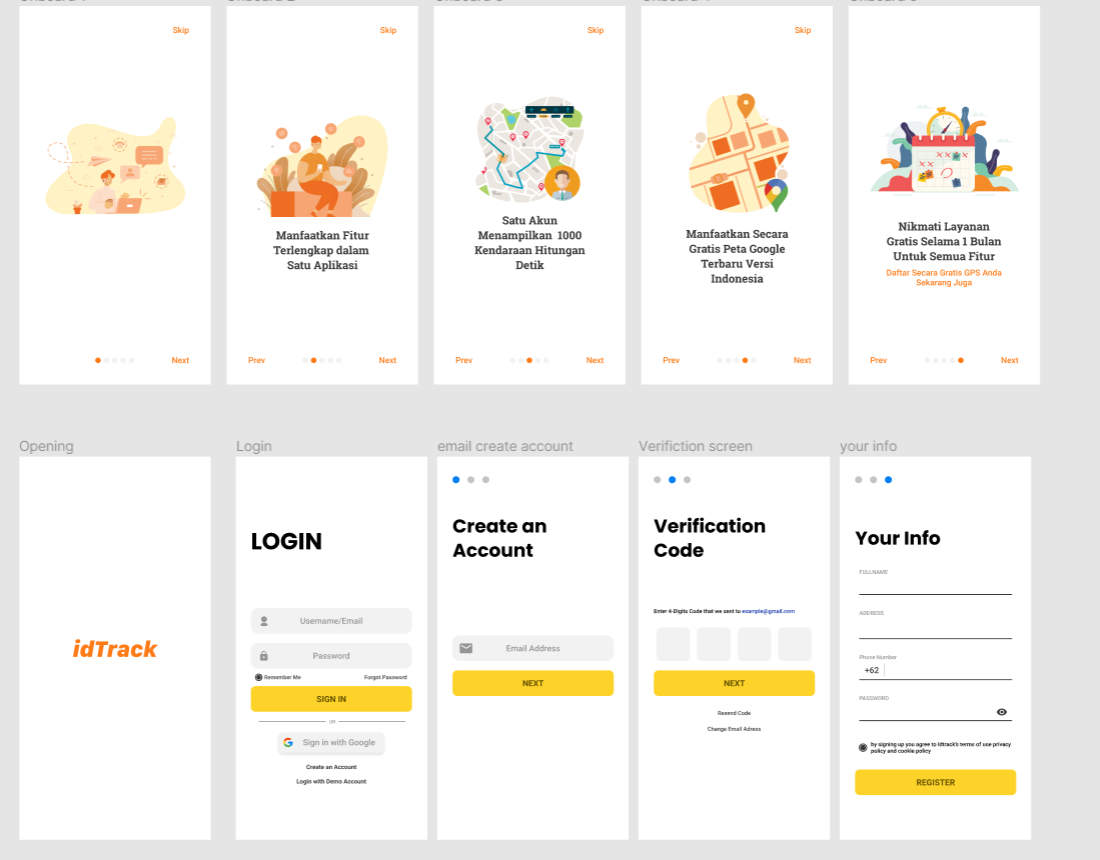 Skip
Skip
Skip
Skip
Manfaatkan Fitur
Terlengkap dalam
Satu Aplikasi
Satu Akun
Menampilkan 1000
Kendaraan Hitungan
Detik
Manfaatkan Secara
Gratis Peta Google
Terbaru Versi
Indonesia
Nikmati Layanan
Gratis Selama 1 Bulan
Untuk Semua Fitur
Daftar Secara Gratis GPS Anda
Sekarang Juga
Next
Prev
Next
Prev
Next
Prev
Next
Prev
Next
Opening
idTrack
Login
LOGIN
Username/Email
Password
Remember Me
Forgot Password
SIGN IN
OR
Sign in with Google
Create an Account
Login with Demo Account
email create account
Create an
Account
Email Address
NEXT
Verifiction screen
Verification
Code
Enter 4-Digits Code that we sent to example@gmail.com
NEXT
Resend Code
Change Email Adress
your info
Your Info
FULLNAME
ADDRESS
Phone Number
+62
PASSWORD
by signing up you agree to Idtrack's terms of use privacy
policy and cookie policy
REGISTER